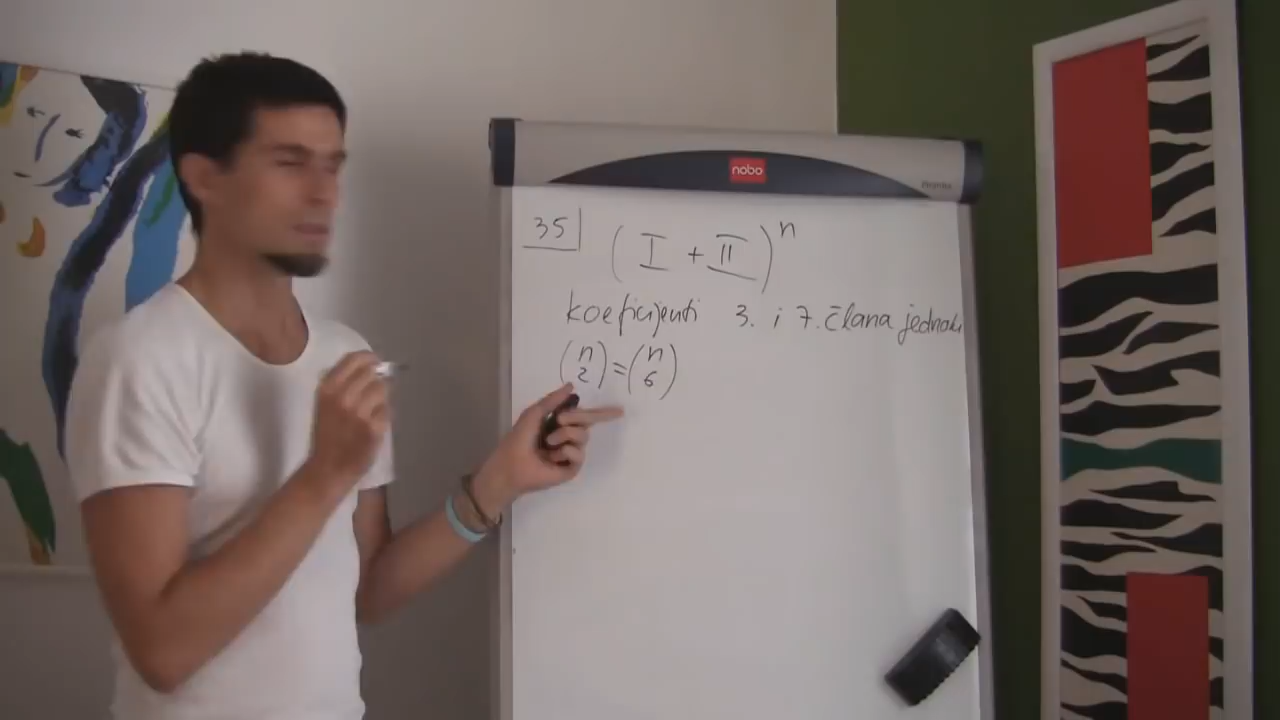 nobo
35
(I + II)^n
koeficijenti 3. i 7. člana jednaki
(n 2) = (n 6)